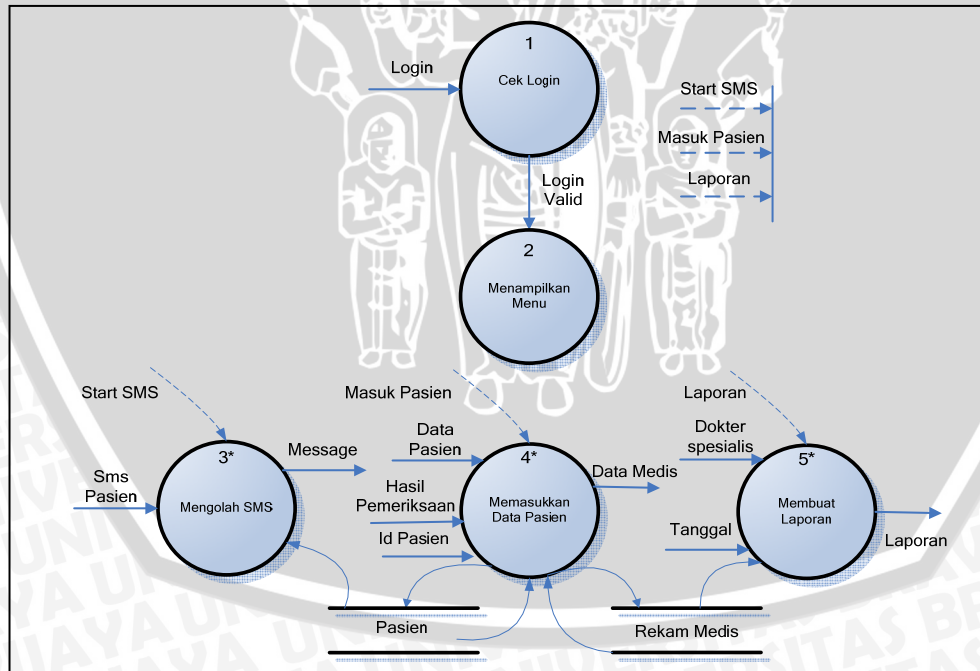 1
Cek Login
Login
Start SMS
Masuk Pasien
Laporan
Login
Valid
2
Menampilkan
Menu
Start SMS
Masuk Pasien
Laporan
Sms
Pasien
3*
Mengolah SMS
Message
Data
Pasien
Hasil
Pemeriksaan
Id Pasien
4*
Memasukkan
Data Pasien
Data Medis
Dokter
spesialis
Tanggal
5*
Membuat
Laporan
Laporan
Pasien
Rekam Medis